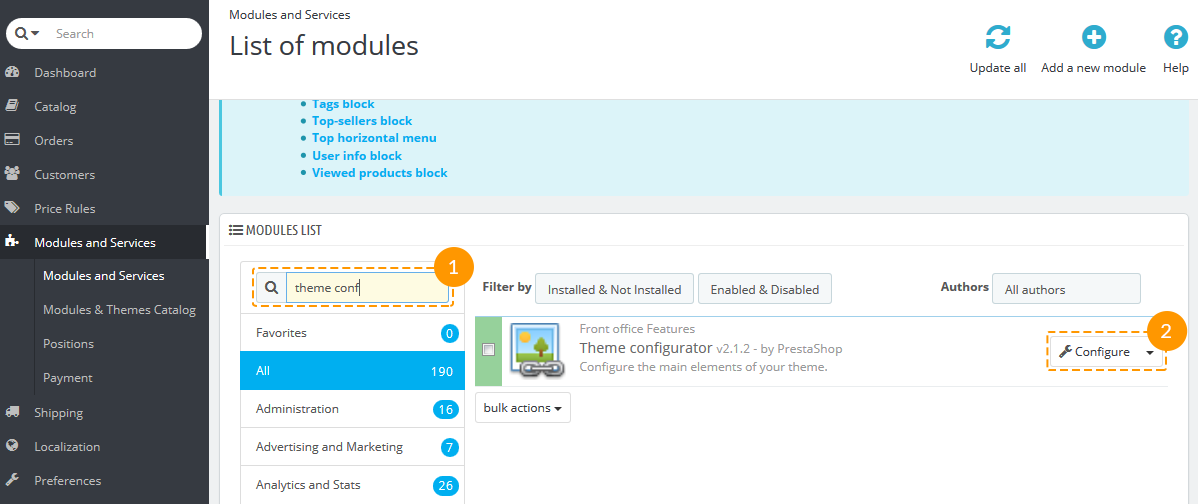 Search
Dashboard
Catalog
Orders
Customers
Price Rules
Modules and Services
Modules and Services
Modules & Themes Catalog
Positions
Payment
Shipping
Localization
Preferences
Modules and Services
List of modules
Update all
Add a new module
Help
Tags block
Top-sellers block
Top horizontal menu
User info block
Viewed products block
MODULES LIST
theme conf
1
Favorites 0
All 190
Administration 16
Advertising and Marketing 7
Analytics and Stats 26
Filter by Installed & Not Installed Enabled & Disabled Authors All authors
Front office Features
Theme configurator v2.1.2 - by PrestaShop
Configure the main elements of your theme.
2
Configure
bulk actions